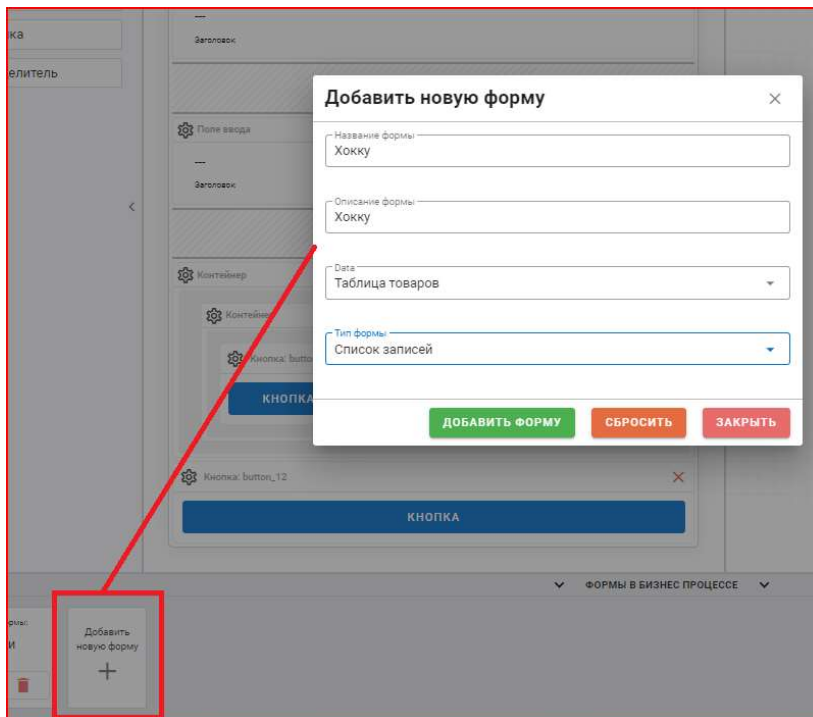 —
Заголовок
Добавить новую форму
Название формы
Хокку
Описание формы
Хокку
Data
Таблица товаров
Тип формы
Список записей
ДОБАВИТЬ ФОРМУ
СБРОСИТЬ
ЗАКРЫТЬ
елитель
Поле ввода
—
Заголовок
Контейнер
Контейнер
Кнопка: butto
КНОПКА
Кнопка: button_12
КНОПКА
ФОРМЫ В БИЗНЕС ПРОЦЕССЕ
Добавить
новую форму